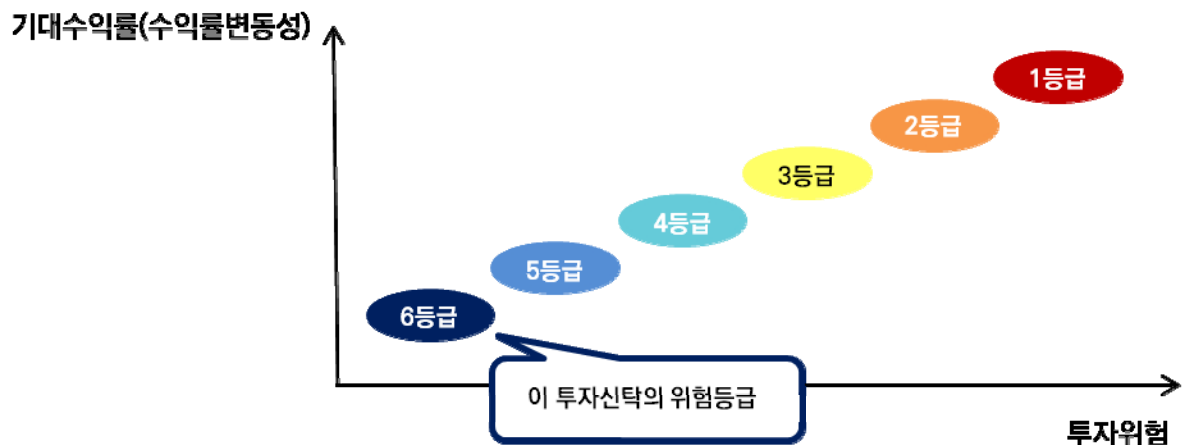 기대수익률(수익률변동성)
1등급
2등급
3등급
4등급
5등급
6등급
이 투자신탁의 위험등급
투자위험